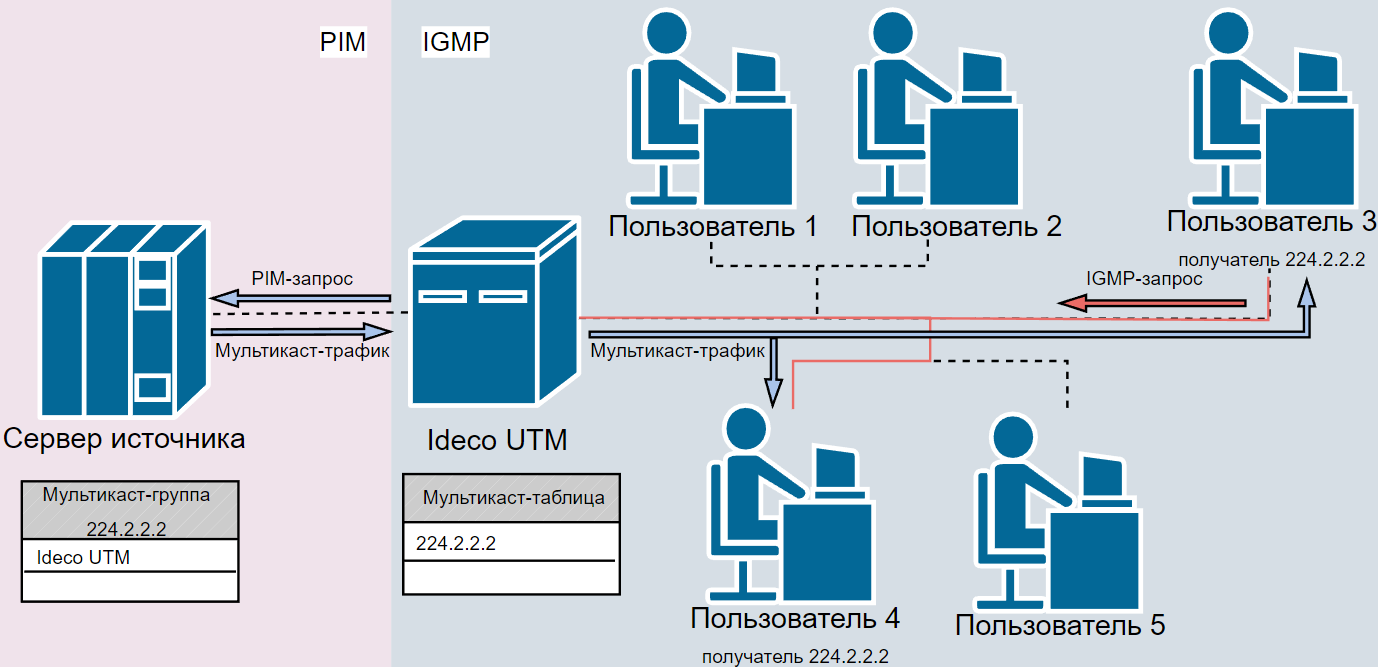 PIM
IGMP
Пользователь 1
Пользователь 2
Пользователь 3
получатель 224.2.2.2
PIM-запрос
IGMP-запрос
Мультикаст-трафик
Мультикаст-трафик
Сервер источника
Ideco UTM
Мультикаст-группа
224.2.2.2
Ideco UTM
Мультикаст-таблица
224.2.2.2
Пользователь 4
получатель 224.2.2.2
Пользователь 5